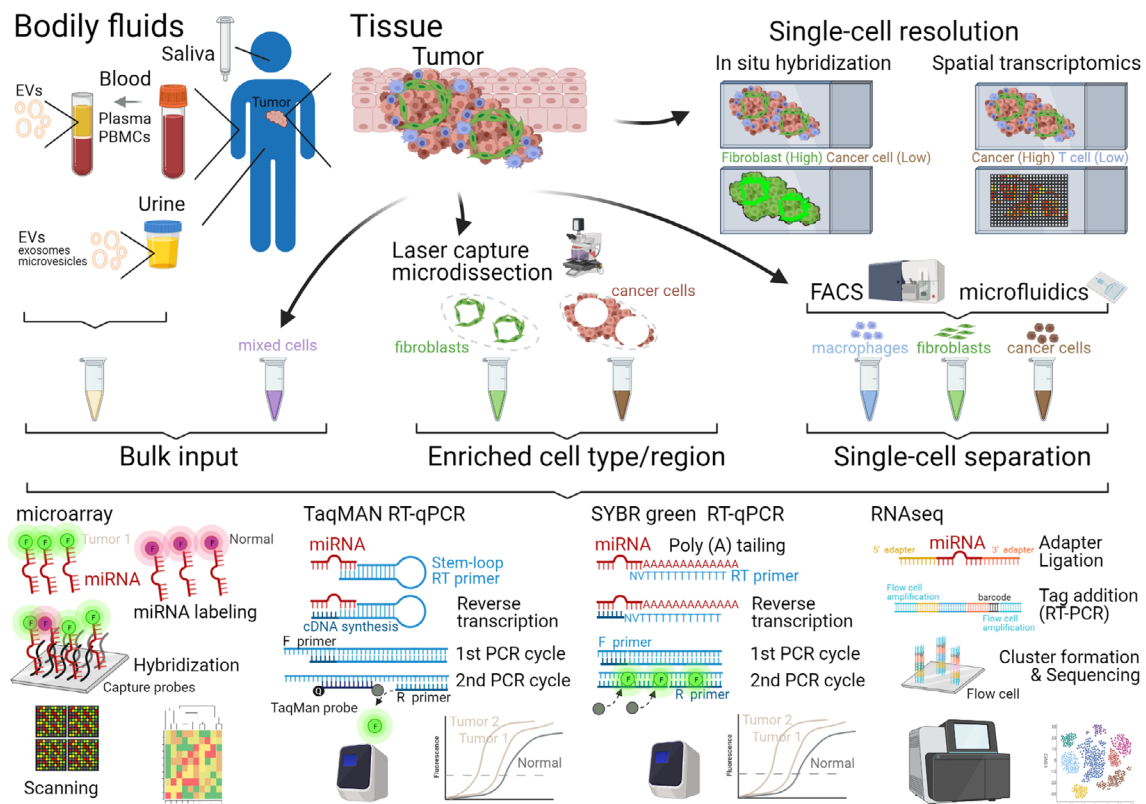 Bodily fluids
Saliva
EVs
Blood
Plasma
PBMCs
Tumor
Urine
EVs
exosomes
microvesicles
Tissue
Tumor
Single-cell resolution
In situ hybridization
Spatial transcriptomics
Fibroblast (High) Cancer cell (Low)
Cancer (High) T cell (Low)
Laser capture
microdissection
cancer cells
fibroblasts
mixed cells
FACS
microfluidics
macrophages
fibroblasts
cancer cells
Bulk input
Enriched cell type/region
Single-cell separation
microarray
F F F
Tumor 1
F F F
Normal
miRNA
miRNA labeling
F F F F
Hybridization
Capture probes
Scanning
TaqMAN RT-qPCR
miRNA
Stem-loop
RT primer
Reverse
transcription
cDNA synthesis
F primer
1st PCR cycle
2nd PCR cycle
Q
TaqMan probe
R primer
F
Fluorescence
Tumor 2
Tumor 1
Normal
SYBR green RT-qPCR
miRNA
Poly (A) tailing
AAAAAAAAAAAAA
NVTTTTTTTTTTT
RT primer
AAAAAAAAAAAAA
NVTTTTTTTTTTT
Reverse
transcription
F primer
1st PCR cycle
2nd PCR cycle
F F F
R primer
Fluorescence
Tumor 2
Tumor 1
Normal
RNAseq
5' adapter
miRNA
3' adapter
Adapter
Ligation
Flow cell
amplification
barcode
Flow cell
amplification
Tag addition
(RT-PCR)
Cluster formation
& Sequencing
Flow cell